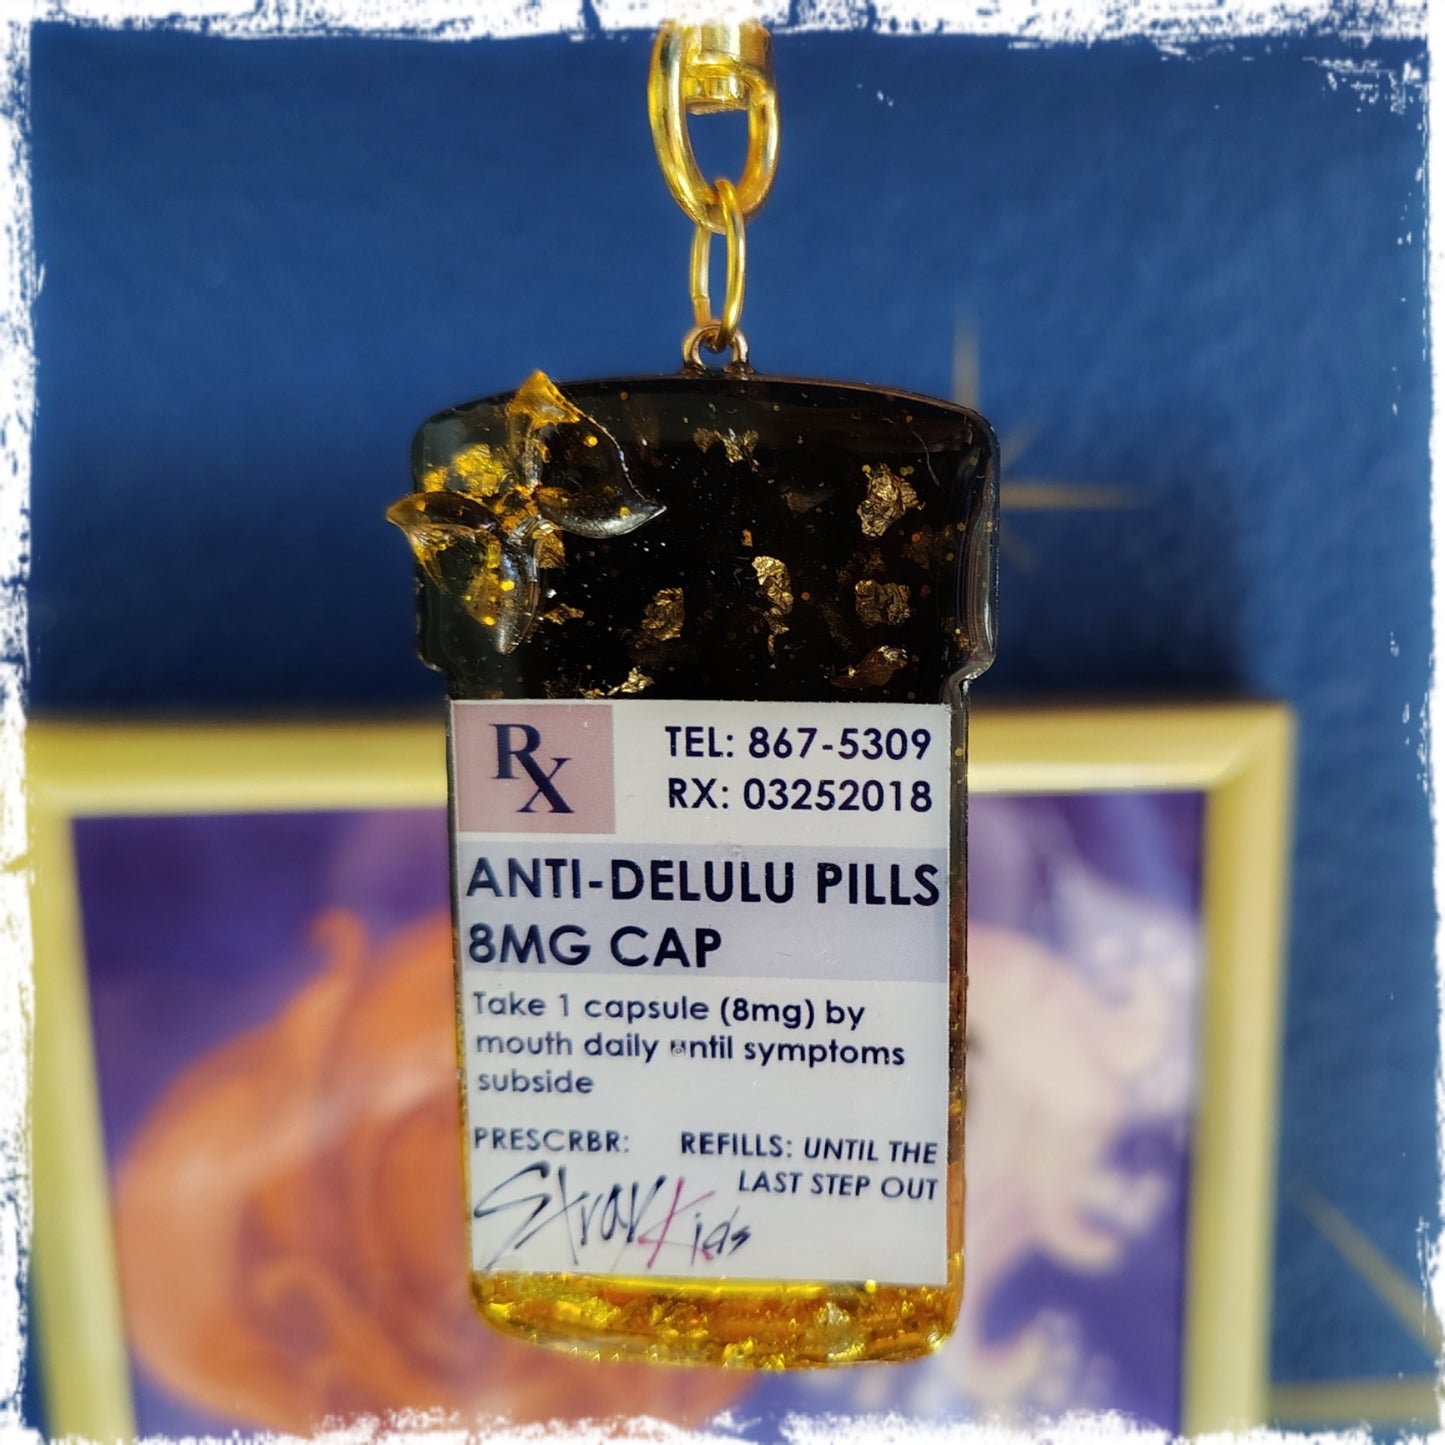 RX
TEL: 867-5309
RX: 03252018
ANTI-DELULU PILLS
8MG CAP
Take 1 capsule (8mg) by
mouth daily until symptoms
subside
PRESCRBR:
Stray Kids
REFILLS: UNTIL THE
LAST STEP OUT